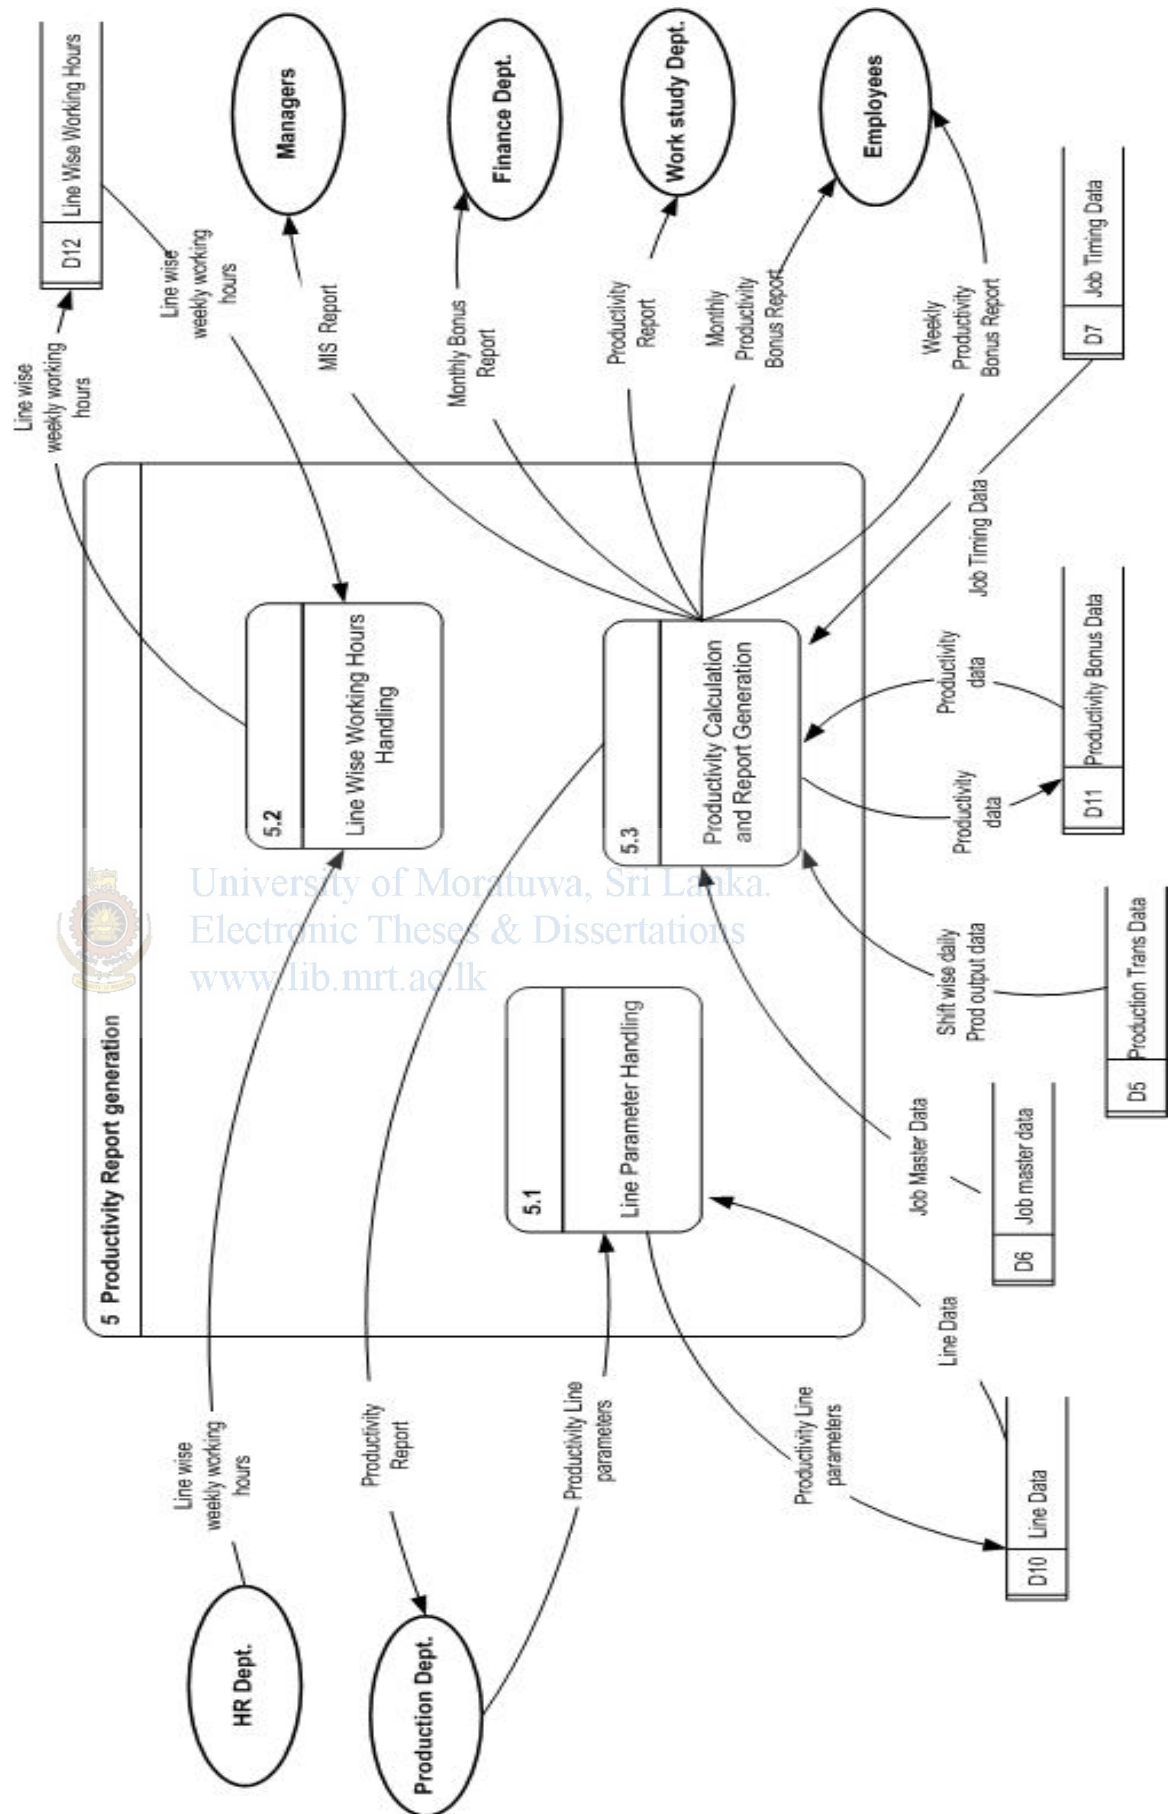 Line wise
weekly working
hours
D12
Line Wise Working Hours
Line wise
weekly working
hours
5 Productivity Report generation
HR Dept.
Line wise
weekly working
hours
5.2
Line Wise Working Hours
Handling
MIS Report
Managers
Monthly Bonus
Report
Finance Dept.
Production Dept.
Productivity
Report
Productivity Line
parameters
5.1
Line Parameter Handling
5.3
Productivity Calculation
and Report Generation
Productivity
Report
Work study Dept.
Monthly
Productivity
Bonus Report
Employees
Weekly
Productivity
Bonus Report
Productivity Line
parameters
Line Data
Job Master Data
Shift wise daily
Prod output data
Productivity
data
Productivity
data
Job Timing Data
D10
Line Data
D6
Job master data
D5
Production Trans Data
D11
Productivity Bonus Data
D7
Job Timing Data
University of Moratuwa, Sri Lanka.
Electronic Theses & Dissertations
www.lib.mrt.ac.lk